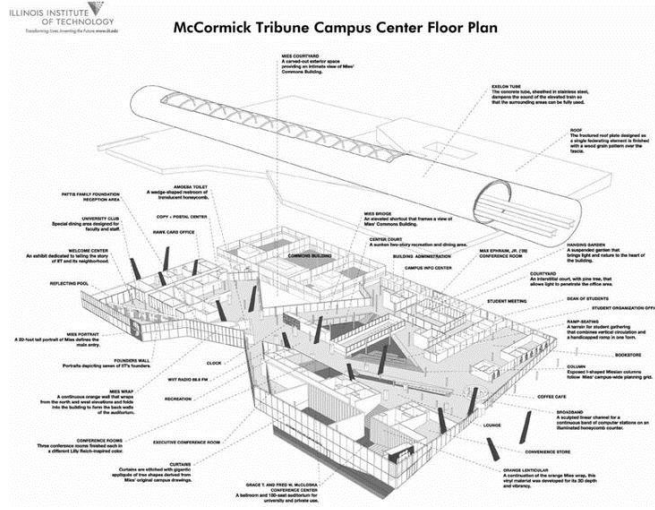 ILLINOIS INSTITUTE
OF TECHNOLOGY
Transforming Lives. Inventing the Future. www.iit.edu
McCormick Tribune Campus Center Floor Plan
MIES COURTYARD
A carved-out exterior space
providing an intimate view of Mies'
Commons Building.
EXELON TUBE
The concrete tube, sheathed in stainless steel,
dampens the sound of the elevated train so
that the surrounding areas can be fully used.
ROOF
The fractured roof plate designed as
a single federating element is finished
with a wood grain pattern over the
fascia.
AMOEBA TOILET
A wedge-shaped restroom of
translucent honeycomb.
PATTIS FAMILY FOUNDATION
RECEPTION AREA
COPY + POSTAL CENTER
UNIVERSITY CLUB
Special dining area designed for
faculty and staff.
HAWK CARD OFFICE
WELCOME CENTER
An exhibit dedicated to telling the story
of IIT and its neighborhood.
REFLECTING POOL
MIES BRIDGE
An elevated shortcut that frames a view of
Mies' Commons Building.
CENTER COURT
A sunken two-story recreation and dining area.
COMMONS BUILDING
BUILDING ADMINISTRATION
CAMPUS INFO CENTER
MAX EPHRAIM, JR. ('39)
CONFERENCE ROOM
HANGING GARDEN
A suspended garden that
brings light and nature to the heart of
the building.
COURTYARD
An interstitial court, with pine tree, that
allows light to penetrate the office area.
STUDENT MEETING
DEAN OF STUDENTS
STUDENT ORGANIZATION
RAMP-SEATING
A terrain for student gathering
that combines vertical circulation and
a handicapped ramp in one form.
BOOKSTORE
COLUMN
Exposed I-shaped Miesian columns
follow Mies' campus-wide planning grid.
COFFEE CAFE
BROADBAND
A sculpted linear channel for a
continuous band of computer stations on an
illuminated honeycomb counter.
LOUNGE
CONVENIENCE STORE
ORANGE LENTICULAR
A continuation of the orange Mies wrap, this
vinyl material was developed for its 3D depth
and vibrancy.
MIES PORTRAIT
A 20-foot tall portrait of Mies defines the
main entry.
FOUNDERS WALL
Portraits depicting seven of IIT's founders.
CLOCK
WIIT RADIO 88.9 FM
MIES WRAP
A continuous orange wall that wraps
from the north and west elevations and folds
into the building to form the back walls
of the auditorium.
RECREATION
CONFERENCE ROOMS
Three conference rooms finished each in
a different Lilly Reich-inspired color.
EXECUTIVE CONFERENCE ROOM
CURTAINS
Curtains are stitched with gigantic
appliqués of tree shapes derived from
Mies' original campus drawings.
GRACE T. AND FRED W. McCLOSKA
CONFERENCE CENTER
A ballroom and 150-seat auditorium for
university and private use.